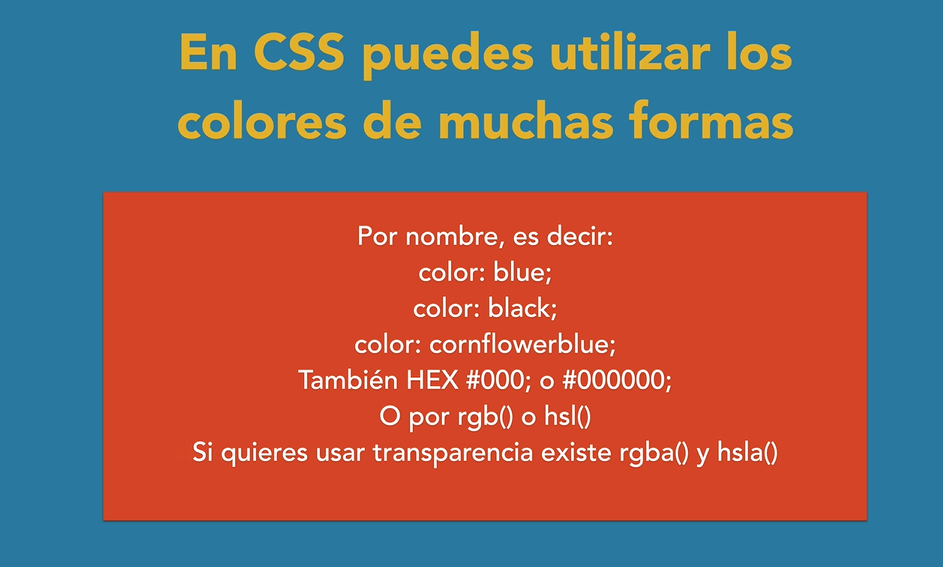 En CSS puedes utilizar los
colores de muchas formas
Por nombre, es decir:
color: blue;
color: black;
color: cornflowerblue;
También HEX #000; o #000000;
O por rgb() o hsl()
Si quieres usar transparencia existe rgba() y hsla()